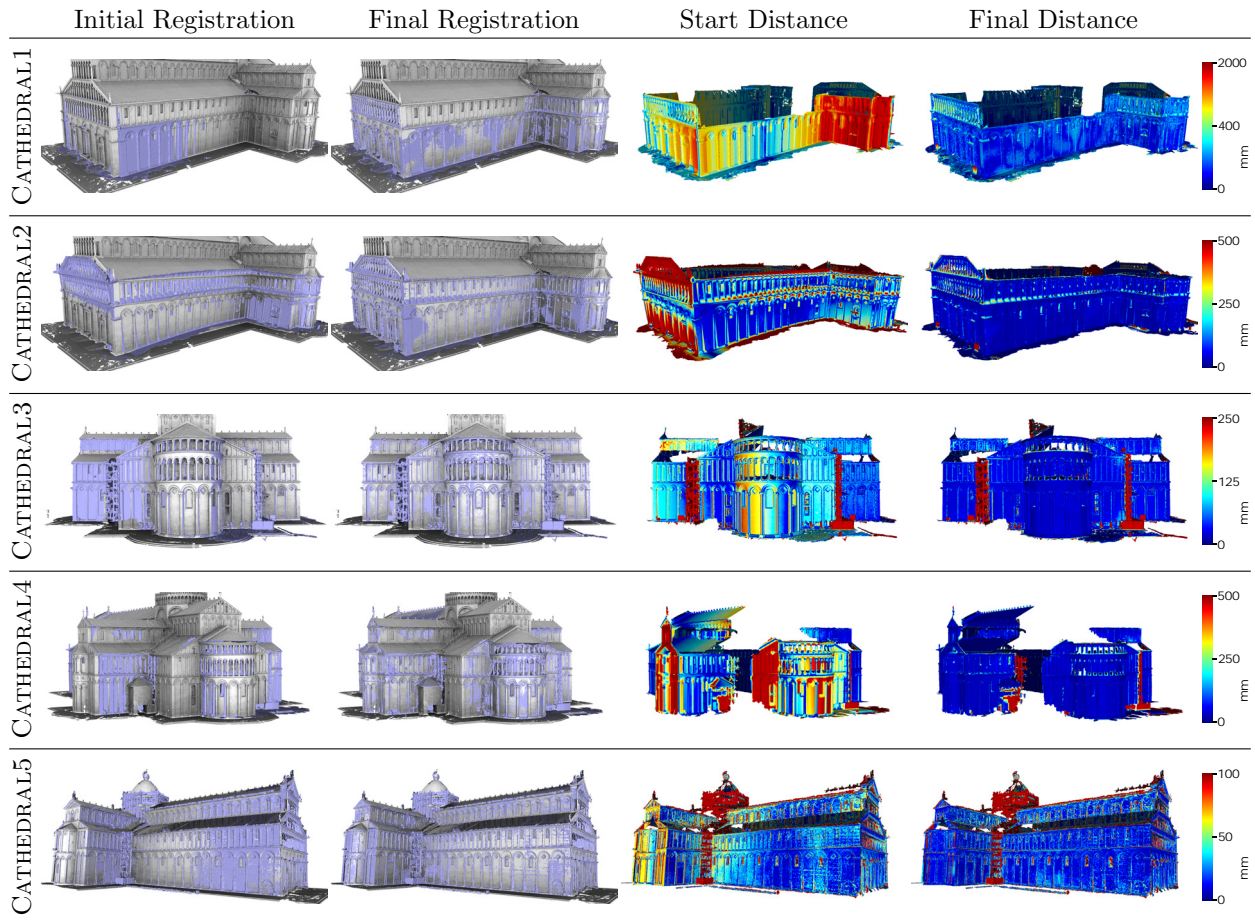 Initial Registration Final Registration Start Distance Final Distance
CATHEDRAL1
2000
400
0
mm
CATHEDRAL2
500
250
0
mm
CATHEDRAL3
250
125
0
mm
CATHEDRAL4
500
250
0
mm
CATHEDRAL5
100
50
0
mm